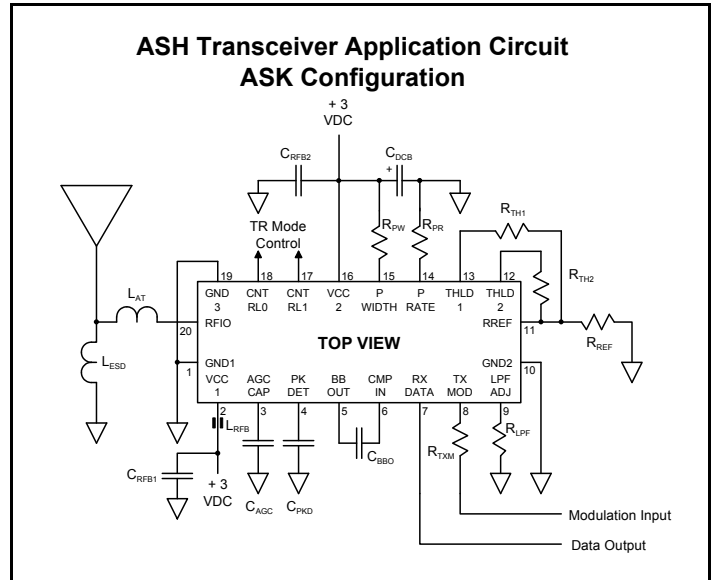 ASH Transceiver Application Circuit
ASK Configuration
+ 3
VDC
CRFB2
CDCB
+
TR Mode
Control
RPW
RPR
RTH1
RTH2
19
18
17
16
15
14
13
12
GND
3
CNT
RL0
CNT
RL1
VCC
2
P
WIDTH
P
RATE
THLD
1
THLD
2
LAT
20
RFIO
RREF
11
RREF
TOP VIEW
LESD
1
GND1
GND2
10
VCC
1
AGC
CAP
PK
DET
BB
OUT
CMP
IN
RX
DATA
TX
MOD
LPF
ADJ
2
3
4
5
6
7
8
9
LRFB
CBBO
RTXM
RLPF
CRFB1
+ 3
VDC
CAGC
CPKD
Modulation Input
Data Output